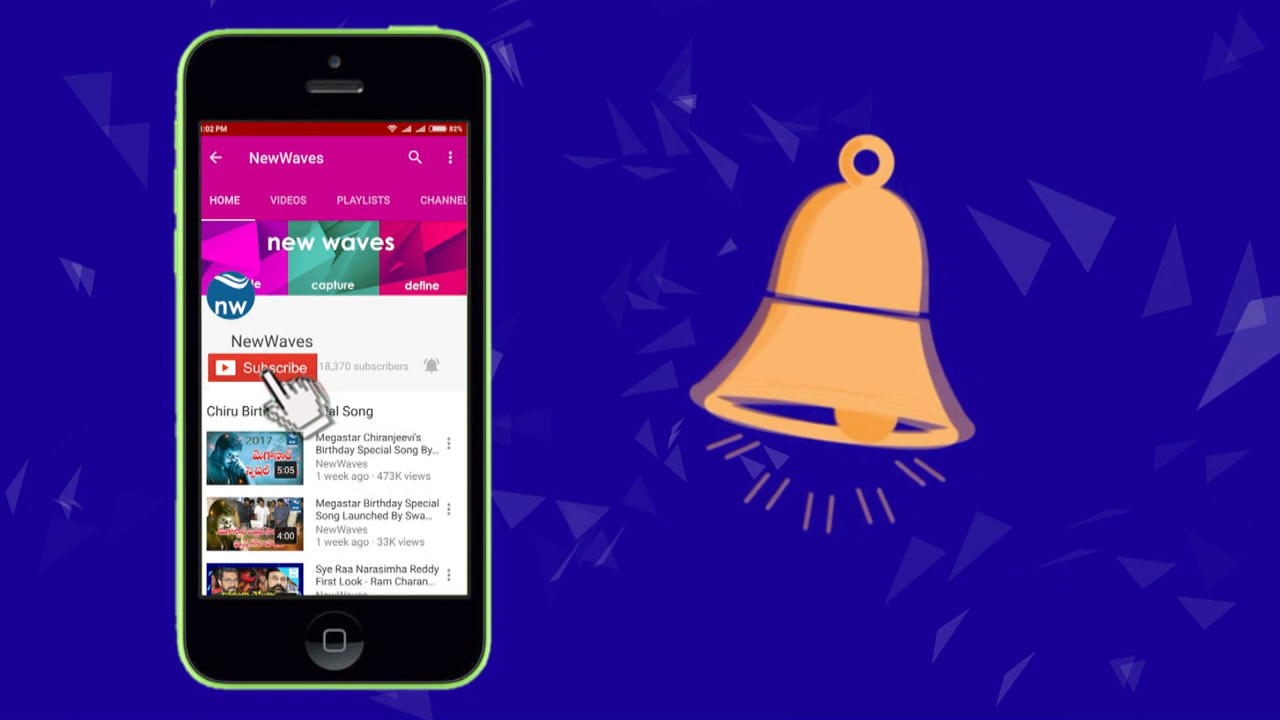 1:02 PM 82%
NewWaves
HOME VIDEOS PLAYLISTS CHANNEL
new waves
capture define
nw
NewWaves
Subscribe 18,370 subscribers
Chiru Birth al Song
2017
మెగాస్టార్
స్పెషల్
5:05
Megastar Chiranjeevi's
Birthday Special Song By...
NewWaves
1 week ago · 473K views
4:00
Megastar Birthday Special
Song Launched By Swa...
NewWaves
1 week ago · 33K views
Sye Raa Narasimha Reddy
First Look - Ram Charan...